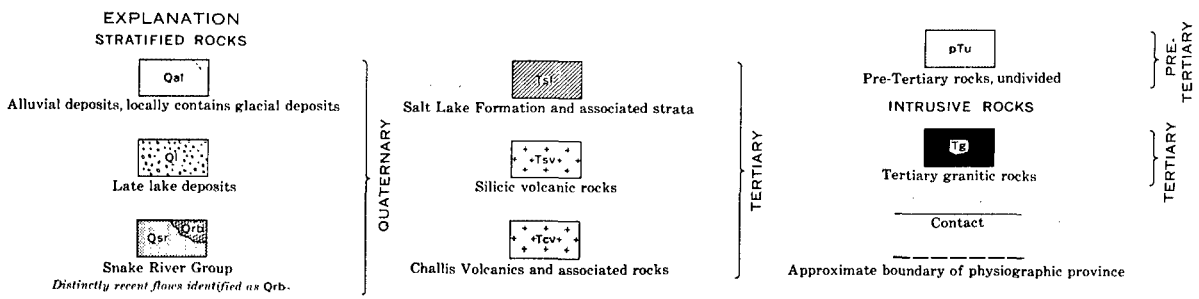 EXPLANATION
STRATIFIED ROCKS
Qal
Alluvial deposits, locally contains glacial deposits
Ql
Late lake deposits
Qsr
Qrb
Snake River Group
Distinctly recent flows identified as Qrb.
QUATERNARY
Tsl
Salt Lake Formation and associated strata
Tsv
Silicic volcanic rocks
Tcv
Challis Volcanics and associated rocks
TERTIARY
pTu
Pre-Tertiary rocks, undivided
PRE-
TERTIARY
INTRUSIVE ROCKS
Tg
Tertiary granitic rocks
TERTIARY
Contact
Approximate boundary of physiographic province